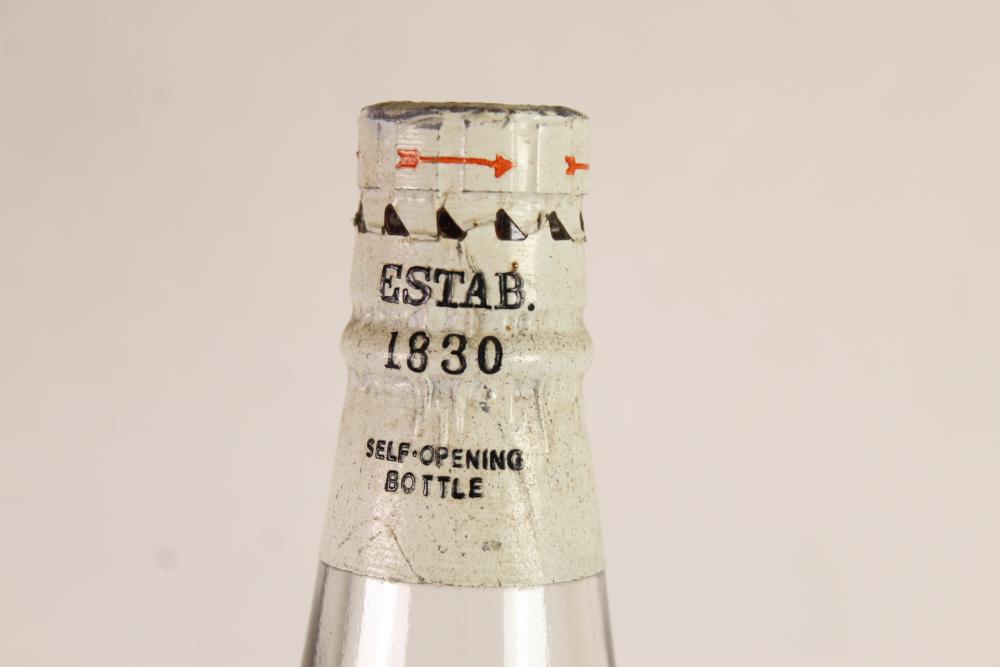 ESTAB.
1830
SELF·OPENING
BOTTLE